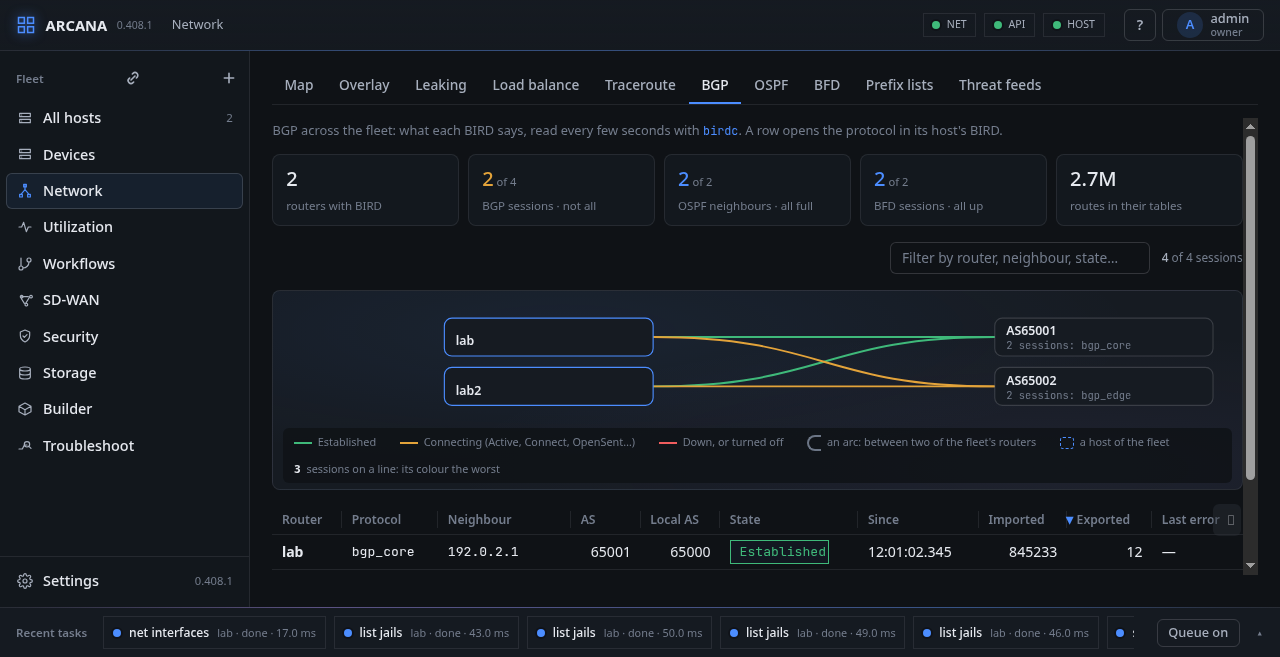 ARCANA 0.408.1 Network NET API HOST ? A admin
owner
Fleet
All hosts 2
Devices
Network
Utilization
Workflows
SD-WAN
Security
Storage
Builder
Troubleshoot
Settings 0.408.1
Map Overlay Leaking Load balance Traceroute BGP OSPF BFD Prefix lists Threat feeds
BGP across the fleet: what each BIRD says, read every few seconds with birdc. A row opens the protocol in its host's BIRD.
2
routers with BIRD
2 of 4
BGP sessions · not all
2 of 2
OSPF neighbours · all full
2 of 2
BFD sessions · all up
2.7M
routes in their tables
Filter by router, neighbour, state... 4 of 4 sessions
lab
lab2
AS65001
2 sessions: bgp_core
AS65002
2 sessions: bgp_edge
Established Connecting (Active, Connect, OpenSent...) Down, or turned off an arc: between two of the fleet's routers a host of the fleet
3 sessions on a line: its colour the worst
Router Protocol Neighbour AS Local AS State Since Imported ▼ Exported Last error
lab bgp_core 192.0.2.1 65001 65000 Established 12:01:02.345 845233 12 —
Recent tasks net interfaces lab · done · 17.0 ms list jails lab · done · 43.0 ms list jails lab · done · 50.0 ms list jails lab · done · 49.0 ms list jails lab · done · 46.0 ms Queue on